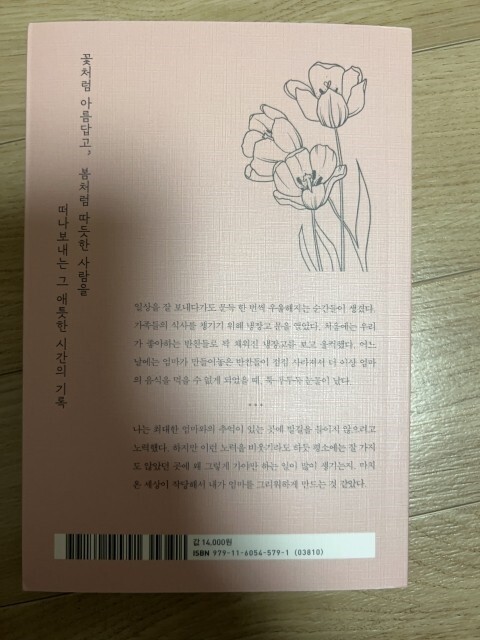 꽃처럼 아름답고, 봄처럼 따듯한 사람을
떠나보내는 그 애틋한 시간의 기록
일상을 잘 보내다가도 문득 한 번씩 우울해지는 순간들이 생겼다.
가족들의 식사를 챙기기 위해 냉장고 문을 열었다. 처음에는 우리
가 좋아하는 반찬들로 꽉 채워진 냉장고를 보고 울컥했다. 어느
날에는 엄마가 만들어놓은 반찬들이 점점 사라져서 더 이상 엄마
의 음식을 먹을 수 없게 되었을 때, 툭 눈물이 났다.
...
나는 최대한 엄마와의 추억이 있는 곳에 발길을 들이지 않으려고
노력했다. 하지만 이런 노력을 비웃기라도 하듯 평소에는 잘 가지
도 않았던 곳에 왜 그렇게 가야만 하는 일이 많이 생기는지. 마치
온 세상이 작당해서 내가 엄마를 그리워하게 만드는 것 같았다.
값 14,000원
ISBN 979-11-6054-579-1 (03810)